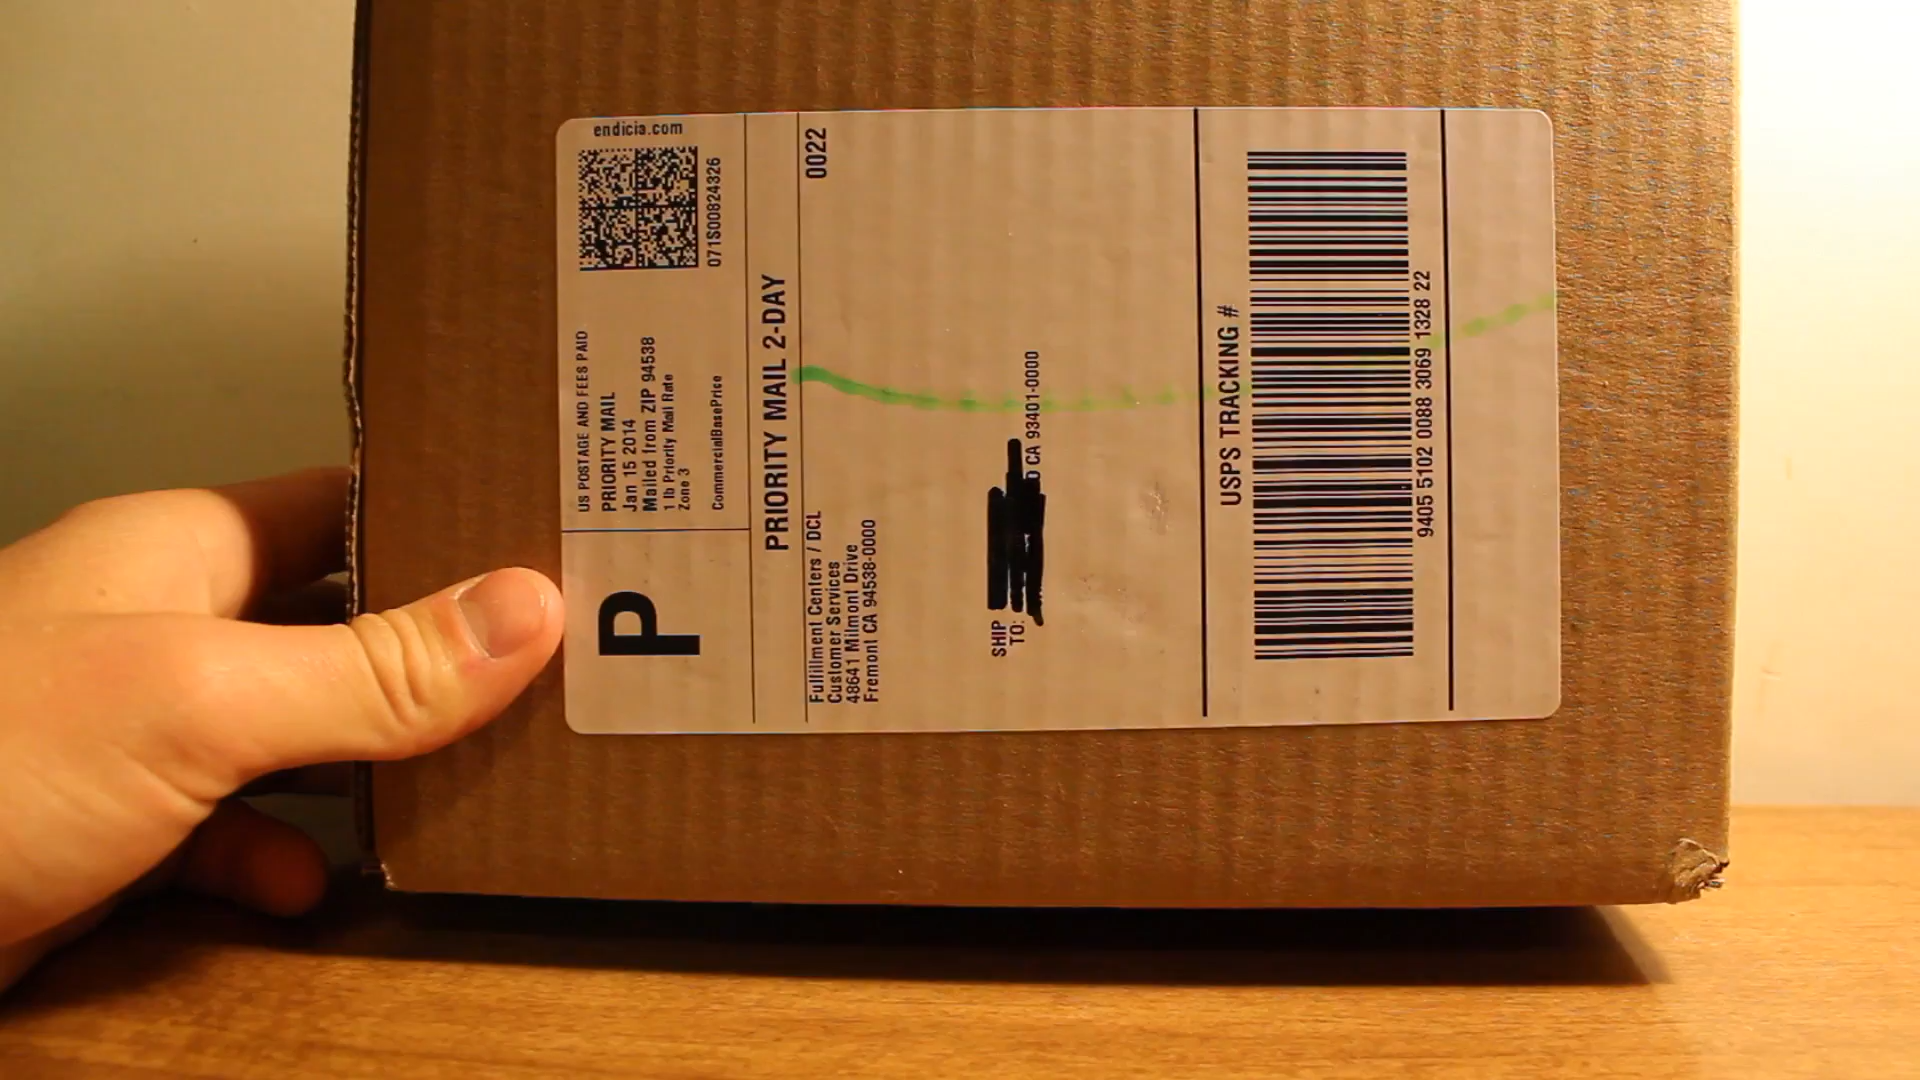 endicia.com
071S00824326
US POSTAGE AND FEES PAID
PRIORITY MAIL
Jan 15 2014
Mailed from ZIP 94538
1 lb Priority Mail Rate
Zone 3
CommercialBasePrice
P
PRIORITY MAIL 2-DAY
0022
Fulfillment Centers / DCL
Customer Services
48641 Milmont Drive
Fremont CA 94538-0000
SHIP
TO:
CA 93401-0000
USPS TRACKING #
9405 5102 0088 3069 1328 22